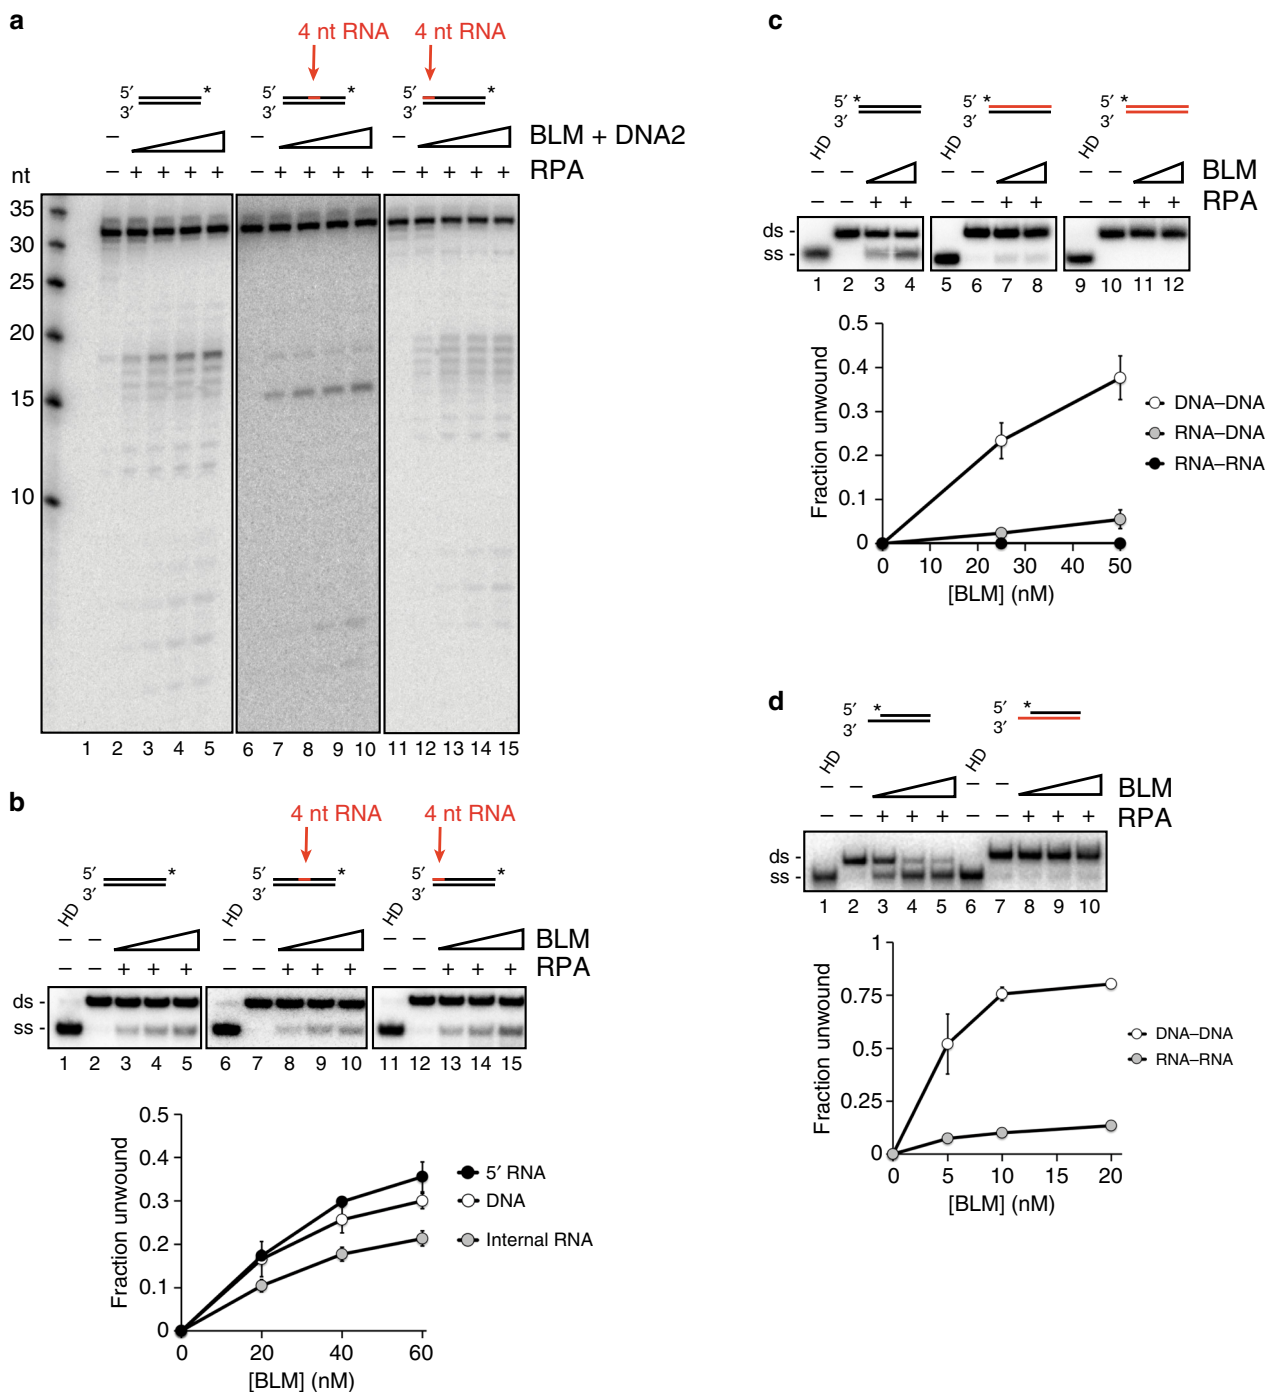 a
4 nt RNA 4 nt RNA
5′ * 5′ * 5′ *
3′ 3′ 3′
– – – BLM + DNA2
– + + + + – + + + + – + + + + RPA
nt
35
30
25
20
15
10
1 2 3 4 5 6 7 8 9 10 11 12 13 14 15
b
4 nt RNA 4 nt RNA
5′ * 5′ * 5′ *
3′ 3′ 3′
HD HD HD
– – – – – – BLM
– – + + + – – + + + – – + + + RPA
ds -
ss -
1 2 3 4 5 6 7 8 9 10 11 12 13 14 15
0.5
0.4
0.3
0.2
0.1
0
Fraction unwound
0 20 40 60
[BLM] (nM)
5′ RNA
DNA
Internal RNA
c
5′ * 5′ * 5′ *
3′ 3′ 3′
HD HD HD
– – – – – – BLM
– – + + – – + + – – + + RPA
ds -
ss -
1 2 3 4 5 6 7 8 9 10 11 12
0.5
0.4
0.3
0.2
0.1
0
Fraction unwound
0 10 20 30 40 50
[BLM] (nM)
DNA–DNA
RNA–DNA
RNA–RNA
d
5′ * 5′ *
3′ 3′
HD HD
– – – – BLM
– – + + + – – + + + RPA
ds -
ss -
1 2 3 4 5 6 7 8 9 10
1
0.75
0.5
0.25
0
Fraction unwound
0 5 10 15 20
[BLM] (nM)
DNA–DNA
RNA–RNA